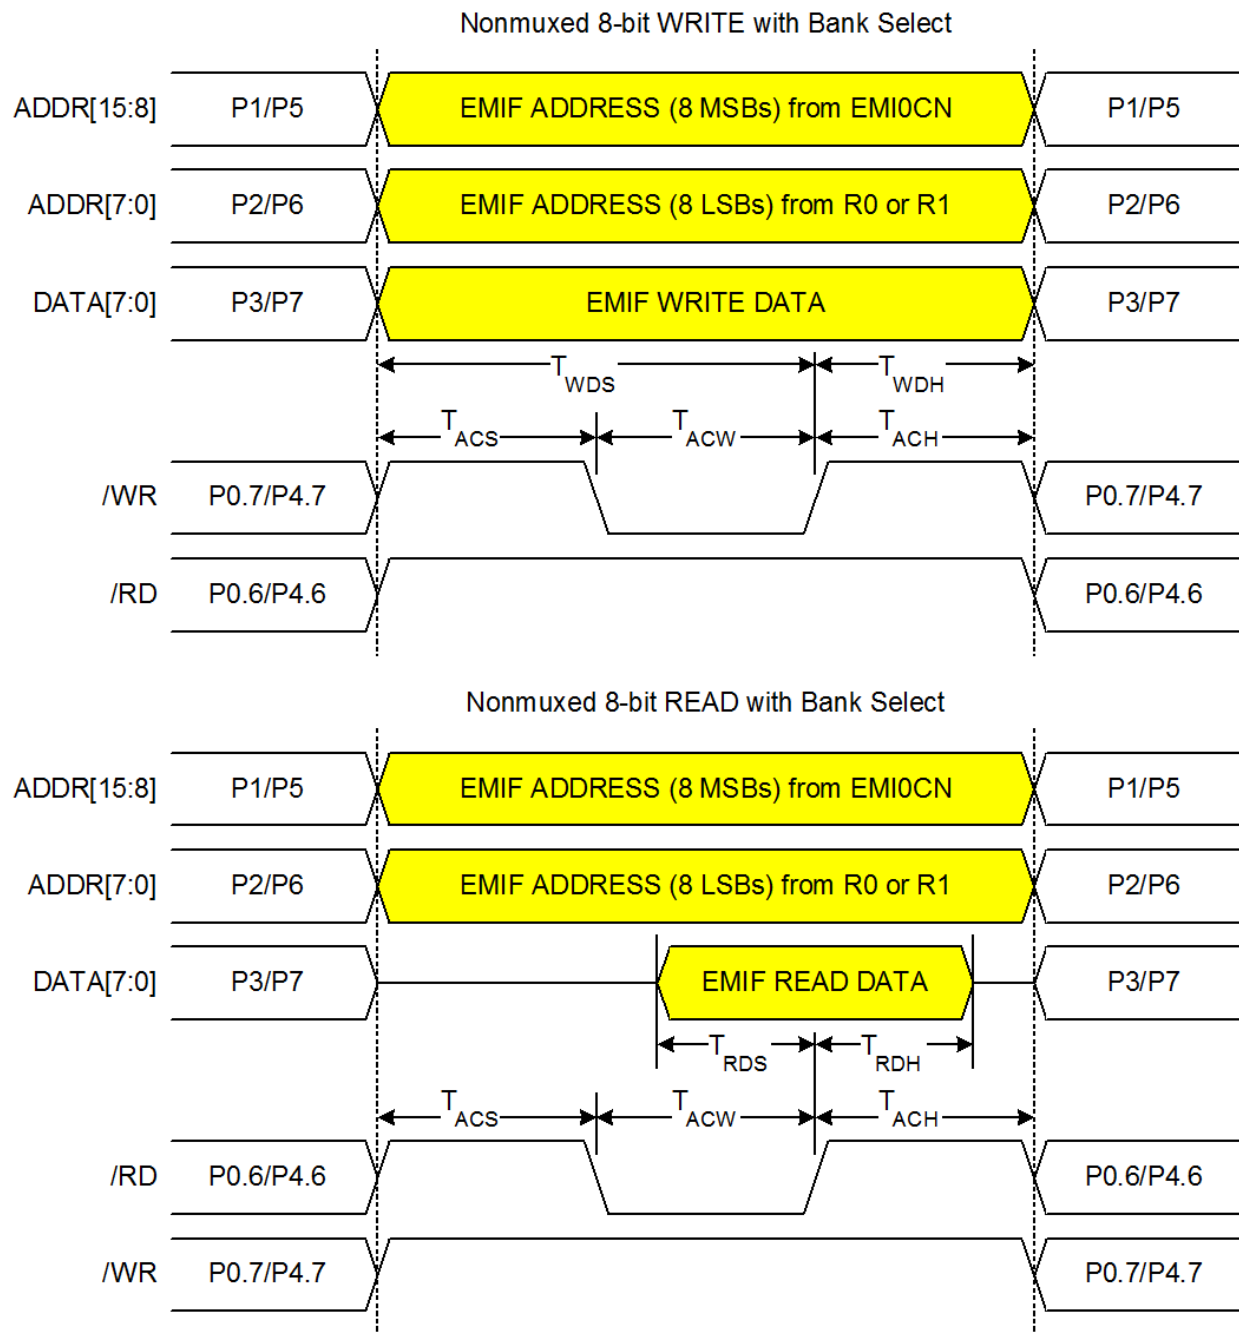 Nonmuxed 8-bit WRITE with Bank Select
ADDR[15:8] P1/P5 EMIF ADDRESS (8 MSBs) from EMI0CN P1/P5
ADDR[7:0] P2/P6 EMIF ADDRESS (8 LSBs) from R0 or R1 P2/P6
DATA[7:0] P3/P7 EMIF WRITE DATA P3/P7
TWDS TWDH
TACS TACW TACH
/WR P0.7/P4.7 P0.7/P4.7
/RD P0.6/P4.6 P0.6/P4.6
Nonmuxed 8-bit READ with Bank Select
ADDR[15:8] P1/P5 EMIF ADDRESS (8 MSBs) from EMI0CN P1/P5
ADDR[7:0] P2/P6 EMIF ADDRESS (8 LSBs) from R0 or R1 P2/P6
DATA[7:0] P3/P7 EMIF READ DATA P3/P7
TRDS TRDH
TACS TACW TACH
/RD P0.6/P4.6 P0.6/P4.6
/WR P0.7/P4.7 P0.7/P4.7